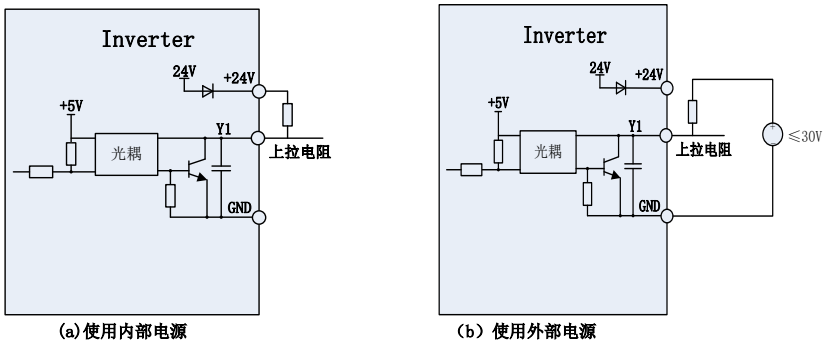 Inverter
24V
+24V
+5V
Y1
光耦
上拉电阻
GND
(a)使用内部电源
Inverter
24V
+24V
+5V
Y1
光耦
上拉电阻
+
≤30V
GND
(b) 使用外部电源